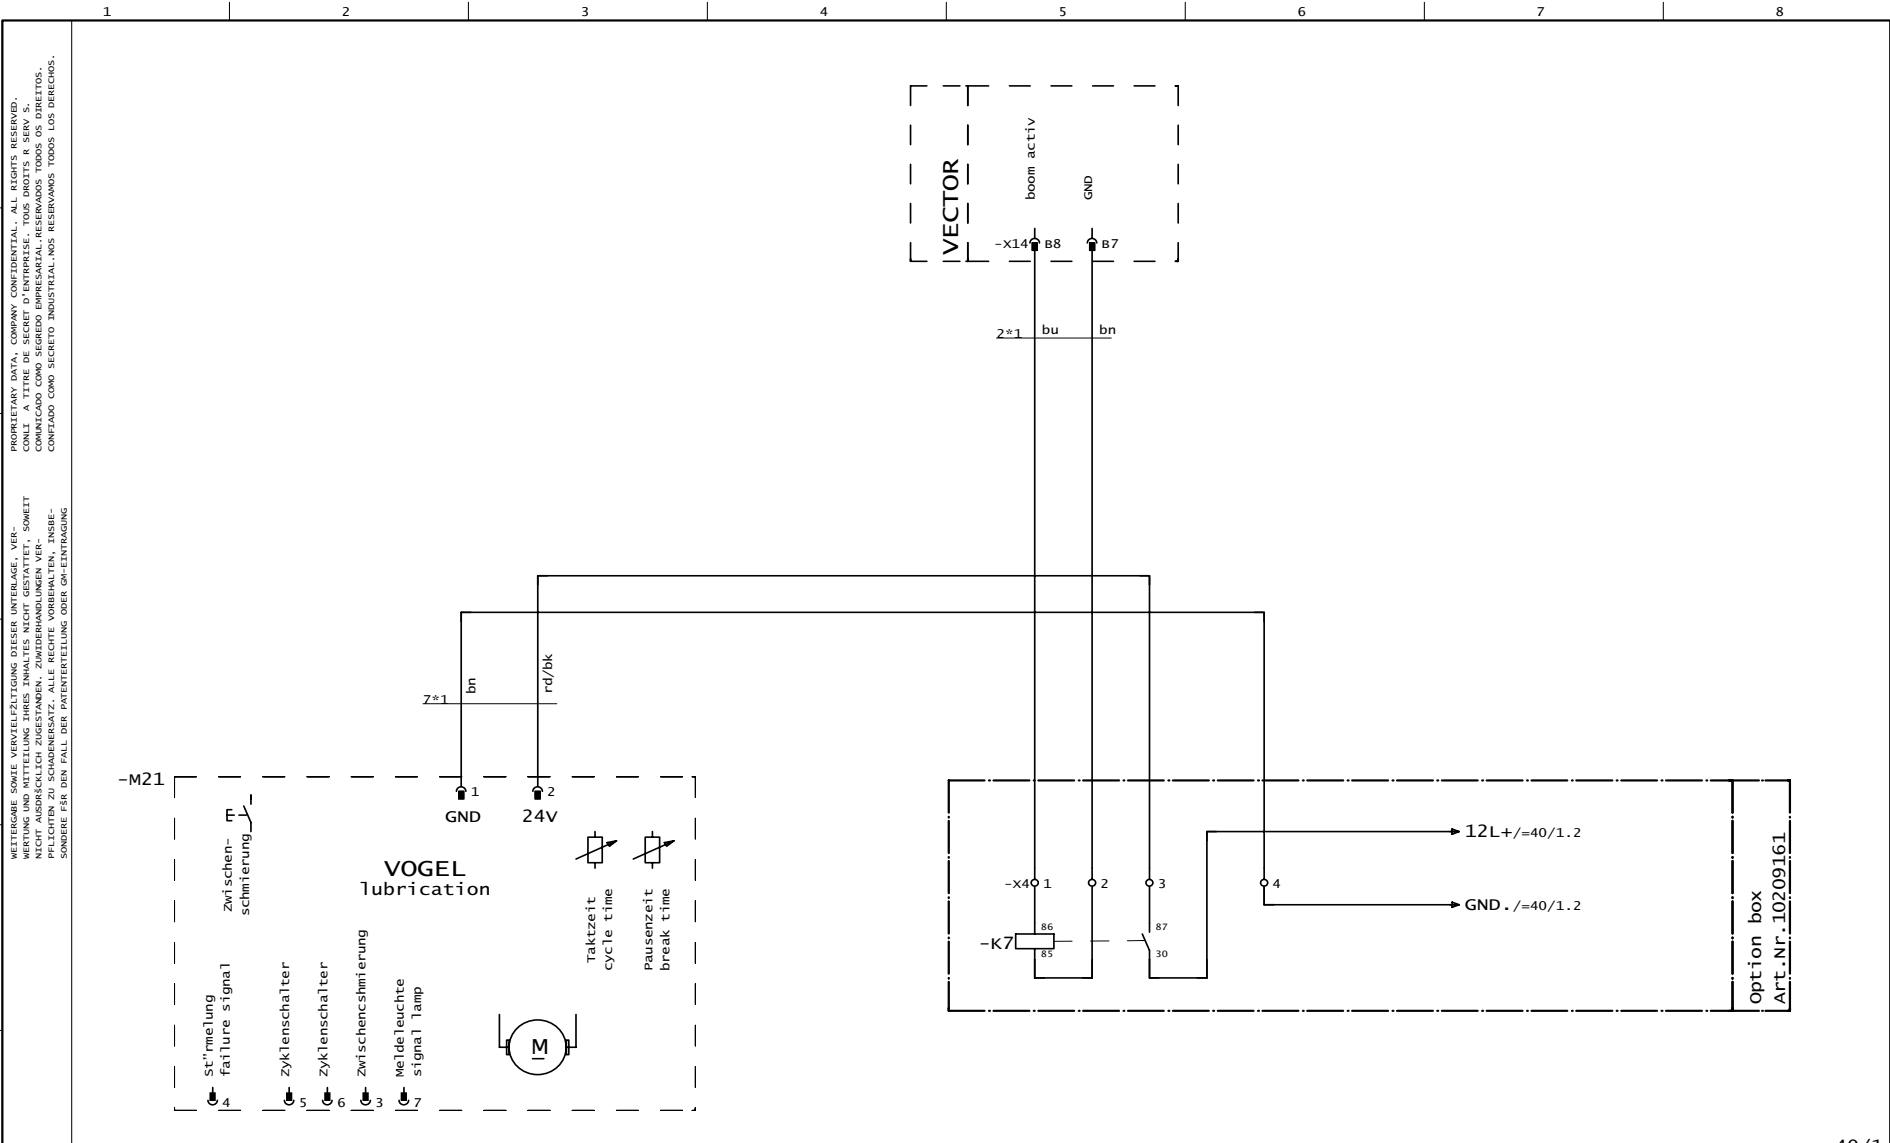 1 2 3 4 5 6 7 8
PROPRIETARY DATA, COMPANY CONFIDENTIAL. ALL RIGHTS RESERVED.
CONLI A TITRE DE SECRET D'ENTRPRISE. TOUS DROITS R SERV S.
COMUNICADO COMO SEGREDO EMPRESARIAL.RESERVADOS TODOS OS DIREITOS.
CONFIADO COMO SECRETO INDUSTRIAL.NOS RESERVAMOS TODOS LOS DERECHOS.
WEITERGABE SOWIE VERVIELFŽLTIGUNG DIESER UNTERLAGE, VER-
WERTUNG UND MITTEILUNG IHRES INHALTES NICHT GESTATTET, SOWEIT
NICHT AUSDRŠCKLICH ZUGESTANDEN. ZUWIDERHANDLUNGEN VER-
PFLICHTEN ZU SCHADENERSATZ. ALLE RECHTE VORBEHALTEN, INSBE-
SONDERE FŠR DEN FALL DER PATENTERTEILUNG ODER GM-EINTRAGUNG
VECTOR
boom activ
GND
-X14 B8 B7
2*1 bu bn
7*1 bn rd/bk
-M21
1 2
GND 24V
Zwischen-
schmierung
VOGEL
lubrication
Taktzeit
cycle time
Pausenzeit
break time
St"rmelung
failure signal
Zyklenschalter
Zyklenschalter
Zwischencshmierung
Meldeleuchte
signal lamp
M
4 5 6 3 7
12L+/=40/1.2
-X4 1 2 3 4
GND./=40/1.2
-K7 86 87
85 30
Option box
Art.Nr.10209161